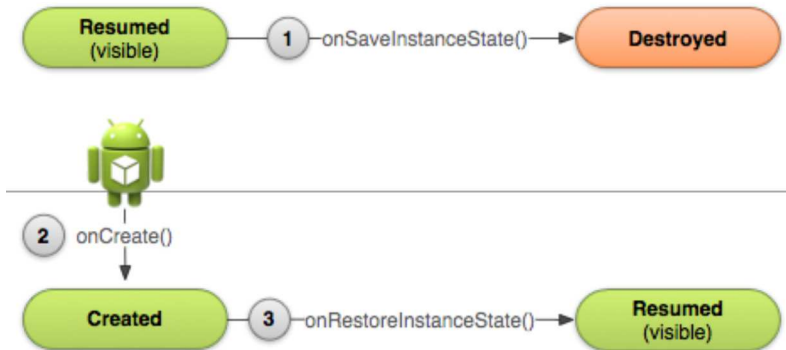 Resumed
(visible)
1
onSaveInstanceState()
Destroyed
2
onCreate()
Created
3
onRestoreInstanceState()
Resumed
(visible)